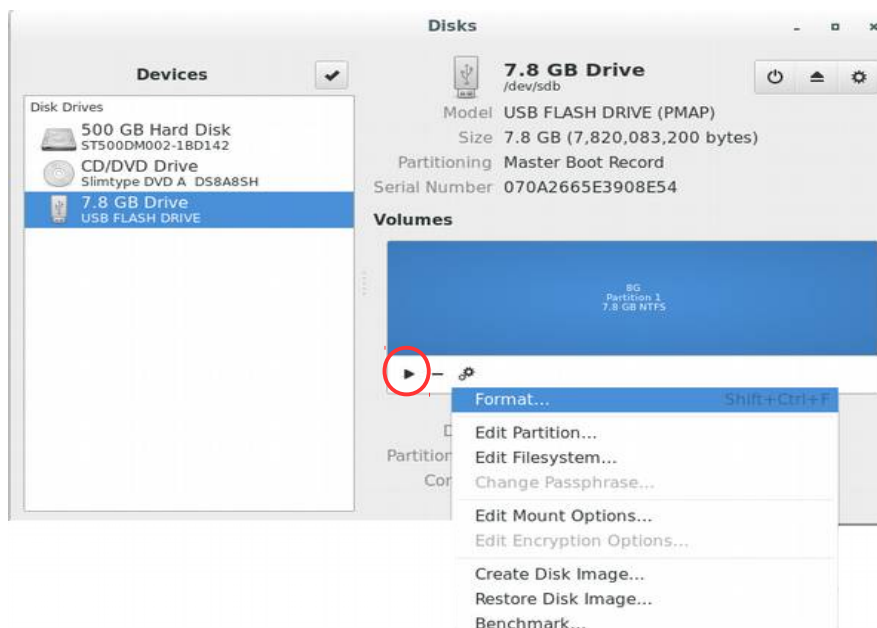 Disks
Devices
Disk Drives
500 GB Hard Disk
ST500DM002-1BD142
CD/DVD Drive
Slimtype DVD A  DS8A8SH
7.8 GB Drive
USB FLASH DRIVE
7.8 GB Drive
/dev/sdb
Model USB FLASH DRIVE (PMAP)
Size 7.8 GB (7,820,083,200 bytes)
Partitioning Master Boot Record
Serial Number 070A2665E3908E54
Volumes
8G
Partition 1
7.8 GB NTFS
D
Partition
Con
Format... Shift+Ctrl+F
Edit Partition...
Edit Filesystem...
Change Passphrase...
Edit Mount Options...
Edit Encryption Options...
Create Disk Image...
Restore Disk Image...
Benchmark...